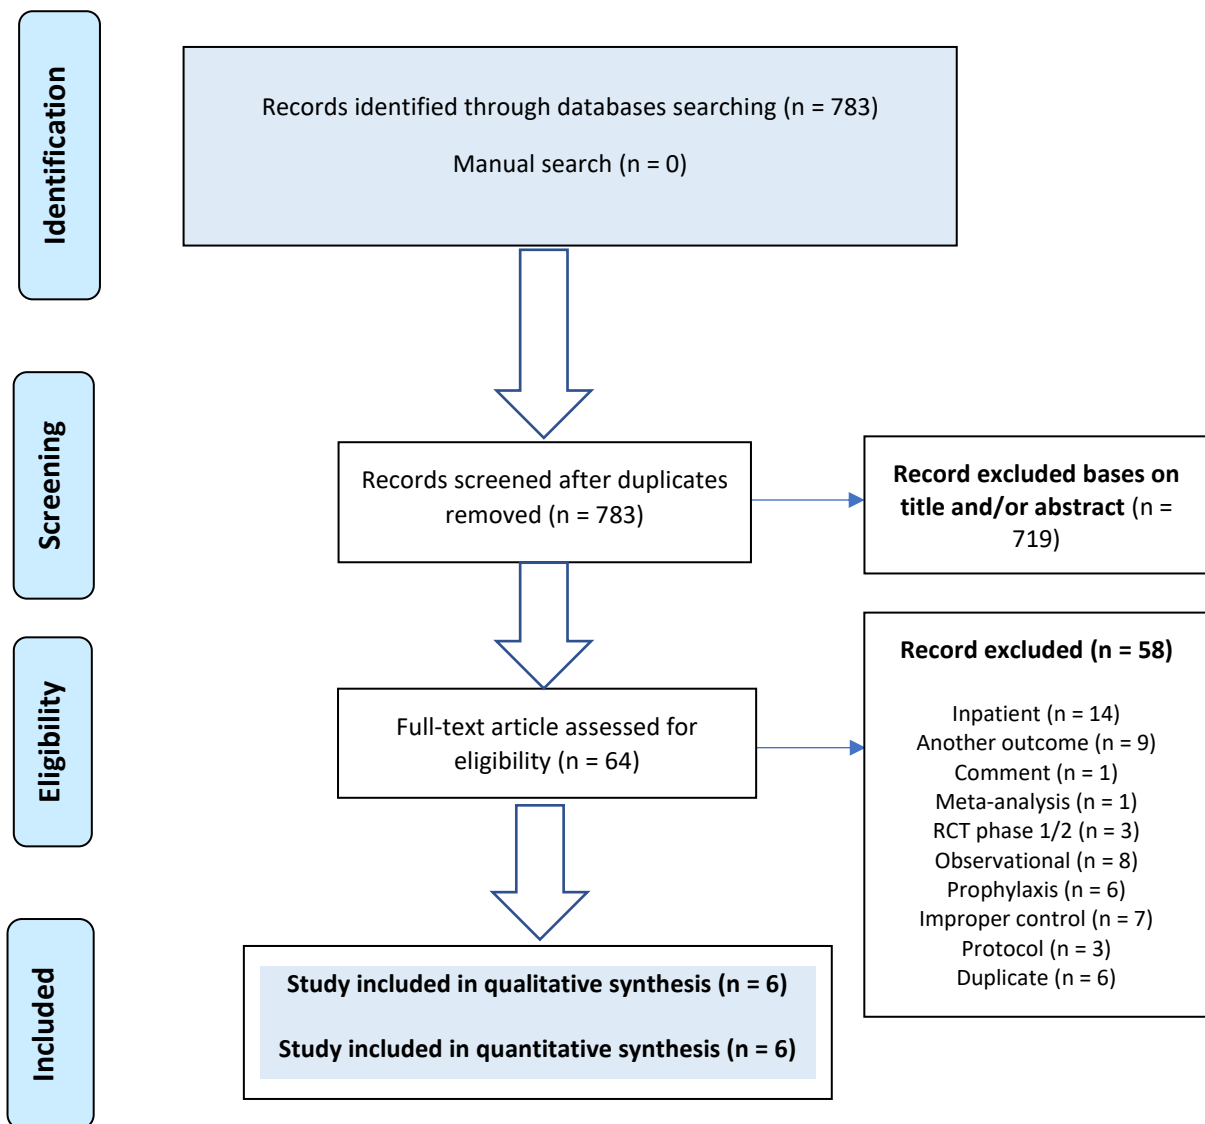 Identification
Records identified through databases searching (n = 783)
Manual search (n = 0)
Screening
Records screened after duplicates
removed (n = 783)
Record excluded bases on
title and/or abstract (n =
719)
Eligibility
Full-text article assessed for
eligibility (n = 64)
Record excluded (n = 58)
Inpatient (n = 14)
Another outcome (n = 9)
Comment (n = 1)
Meta-analysis (n = 1)
RCT phase 1/2 (n = 3)
Observational (n = 8)
Prophylaxis (n = 6)
Improper control (n = 7)
Protocol (n = 3)
Duplicate (n = 6)
Included
Study included in qualitative synthesis (n = 6)
Study included in quantitative synthesis (n = 6)